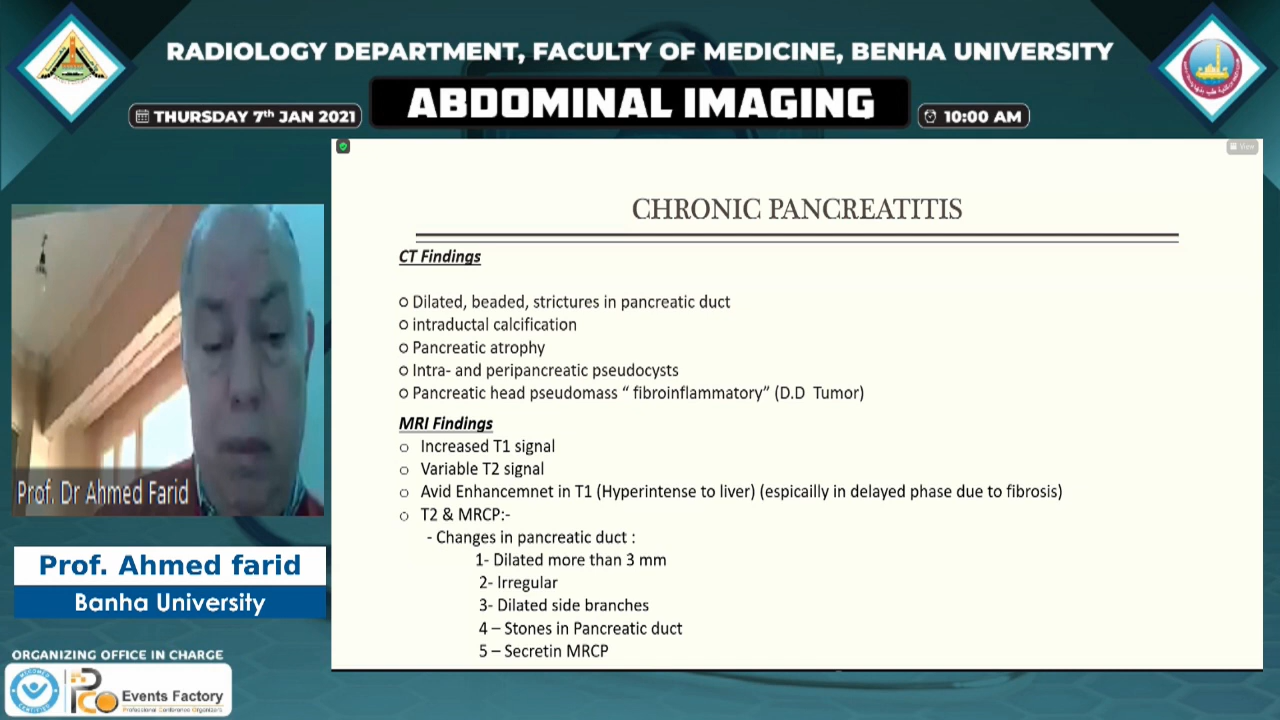 RADIOLOGY DEPARTMENT, FACULTY OF MEDICINE, BENHA UNIVERSITY
THURSDAY 7th JAN 2021
ABDOMINAL IMAGING
10:00 AM
View
CHRONIC PANCREATITIS
CT Findings
Dilated, beaded, strictures in pancreatic duct
intraductal calcification
Pancreatic atrophy
Intra- and peripancreatic pseudocysts
Pancreatic head pseudomass “ fibroinflammatory” (D.D Tumor)
MRI Findings
Increased T1 signal
Variable T2 signal
Avid Enhancemnet in T1 (Hyperintense to liver) (espicailly in delayed phase due to fibrosis)
T2 & MRCP:-
- Changes in pancreatic duct :
1- Dilated more than 3 mm
2- Irregular
3- Dilated side branches
4 – Stones in Pancreatic duct
5 – Secretin MRCP
Prof. Dr Ahmed Farid
Prof. Ahmed farid
Banha University
ORGANIZING OFFICE IN CHARGE
PCO
Events Factory
Professional Conference Organizers